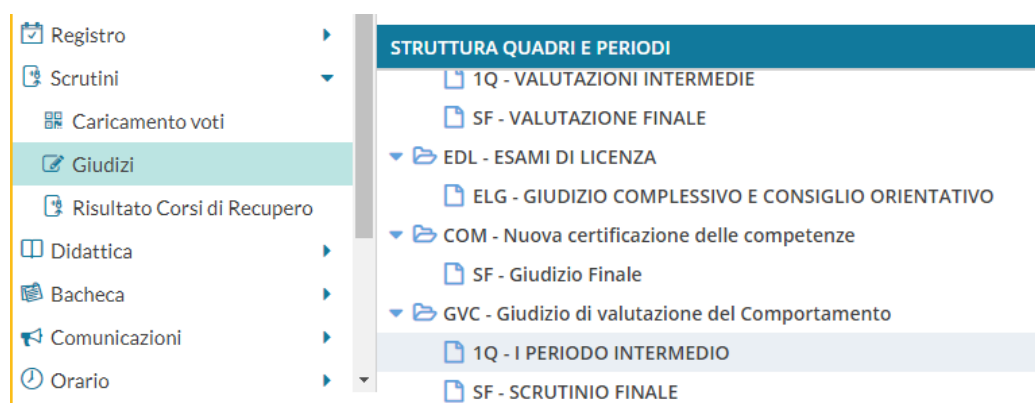 Registro
Scrutini
Caricamento voti
Giudizi
Risultato Corsi di Recupero
Didattica
Bacheca
Comunicazioni
Orario
STRUTTURA QUADRI E PERIODI
1Q - VALUTAZIONI INTERMEDIE
SF - VALUTAZIONE FINALE
EDL - ESAMI DI LICENZA
ELG - GIUDIZIO COMPLESSIVO E CONSIGLIO ORIENTATIVO
COM - Nuova certificazione delle competenze
SF - Giudizio Finale
GVC - Giudizio di valutazione del Comportamento
1Q - I PERIODO INTERMEDIO
SF - SCRUTINIO FINALE